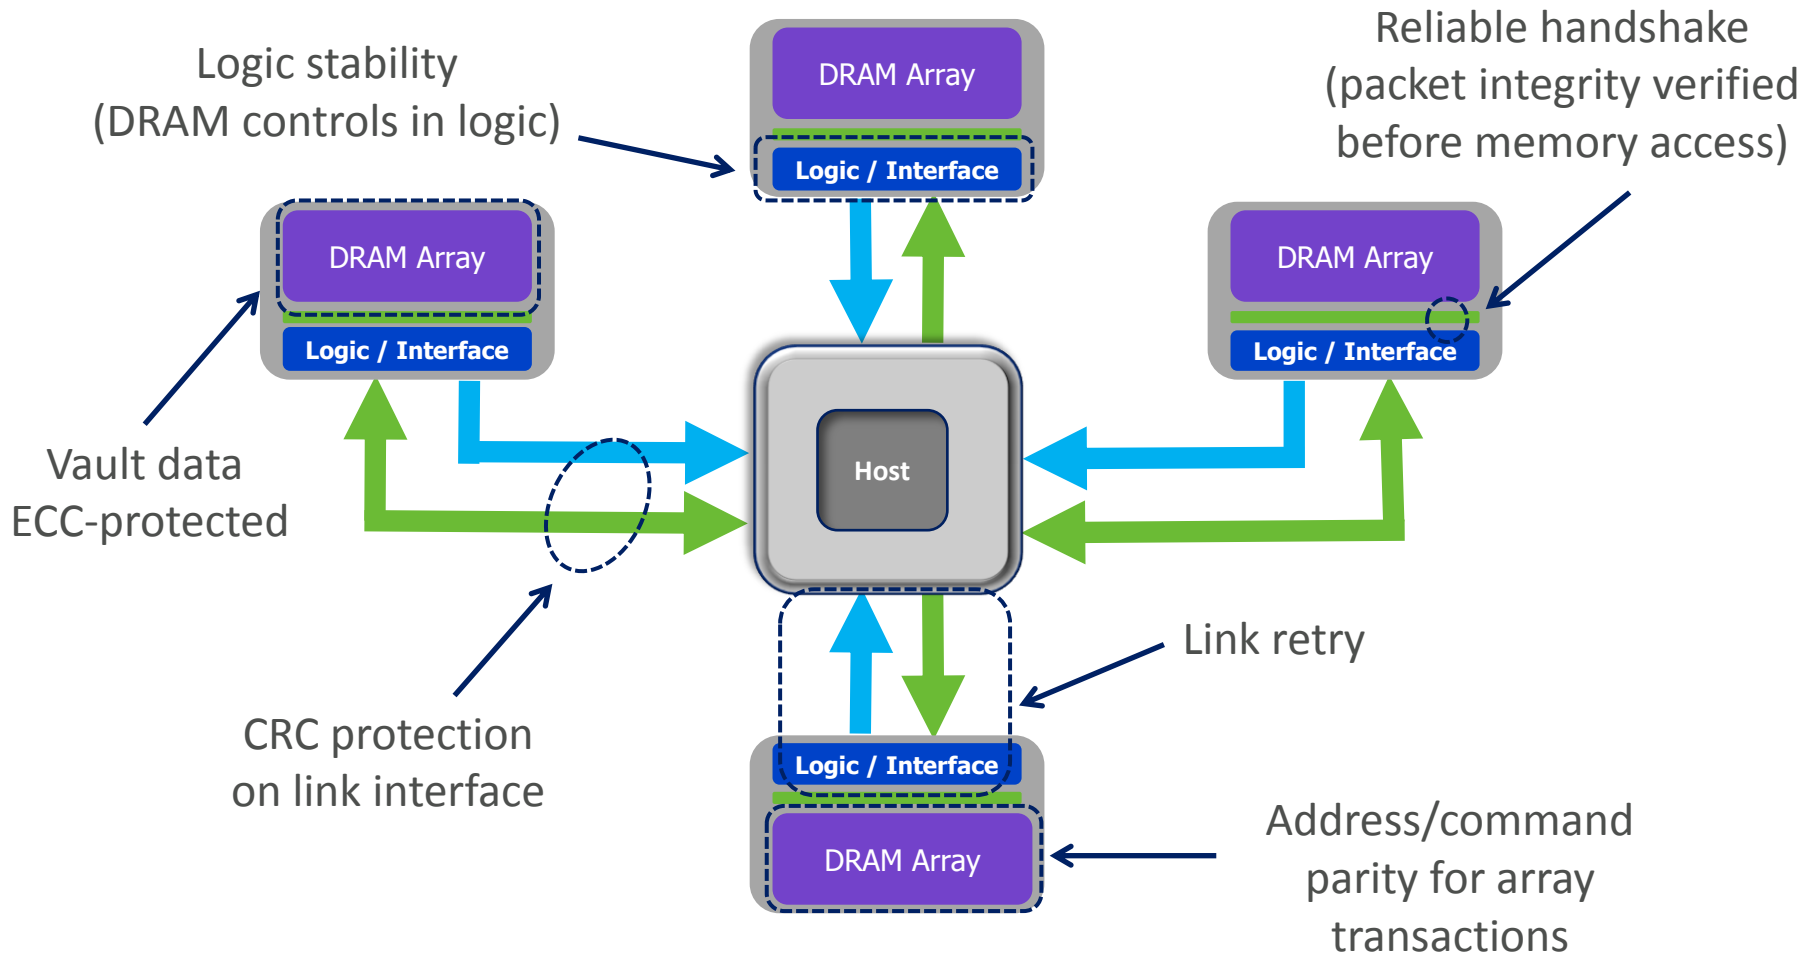 Logic stability
(DRAM controls in logic)
DRAM Array
Logic / Interface
Reliable handshake
(packet integrity verified
before memory access)
DRAM Array
Logic / Interface
DRAM Array
Logic / Interface
Vault data
ECC-protected
Host
CRC protection
on link interface
Link retry
Logic / Interface
DRAM Array
Address/command
parity for array
transactions